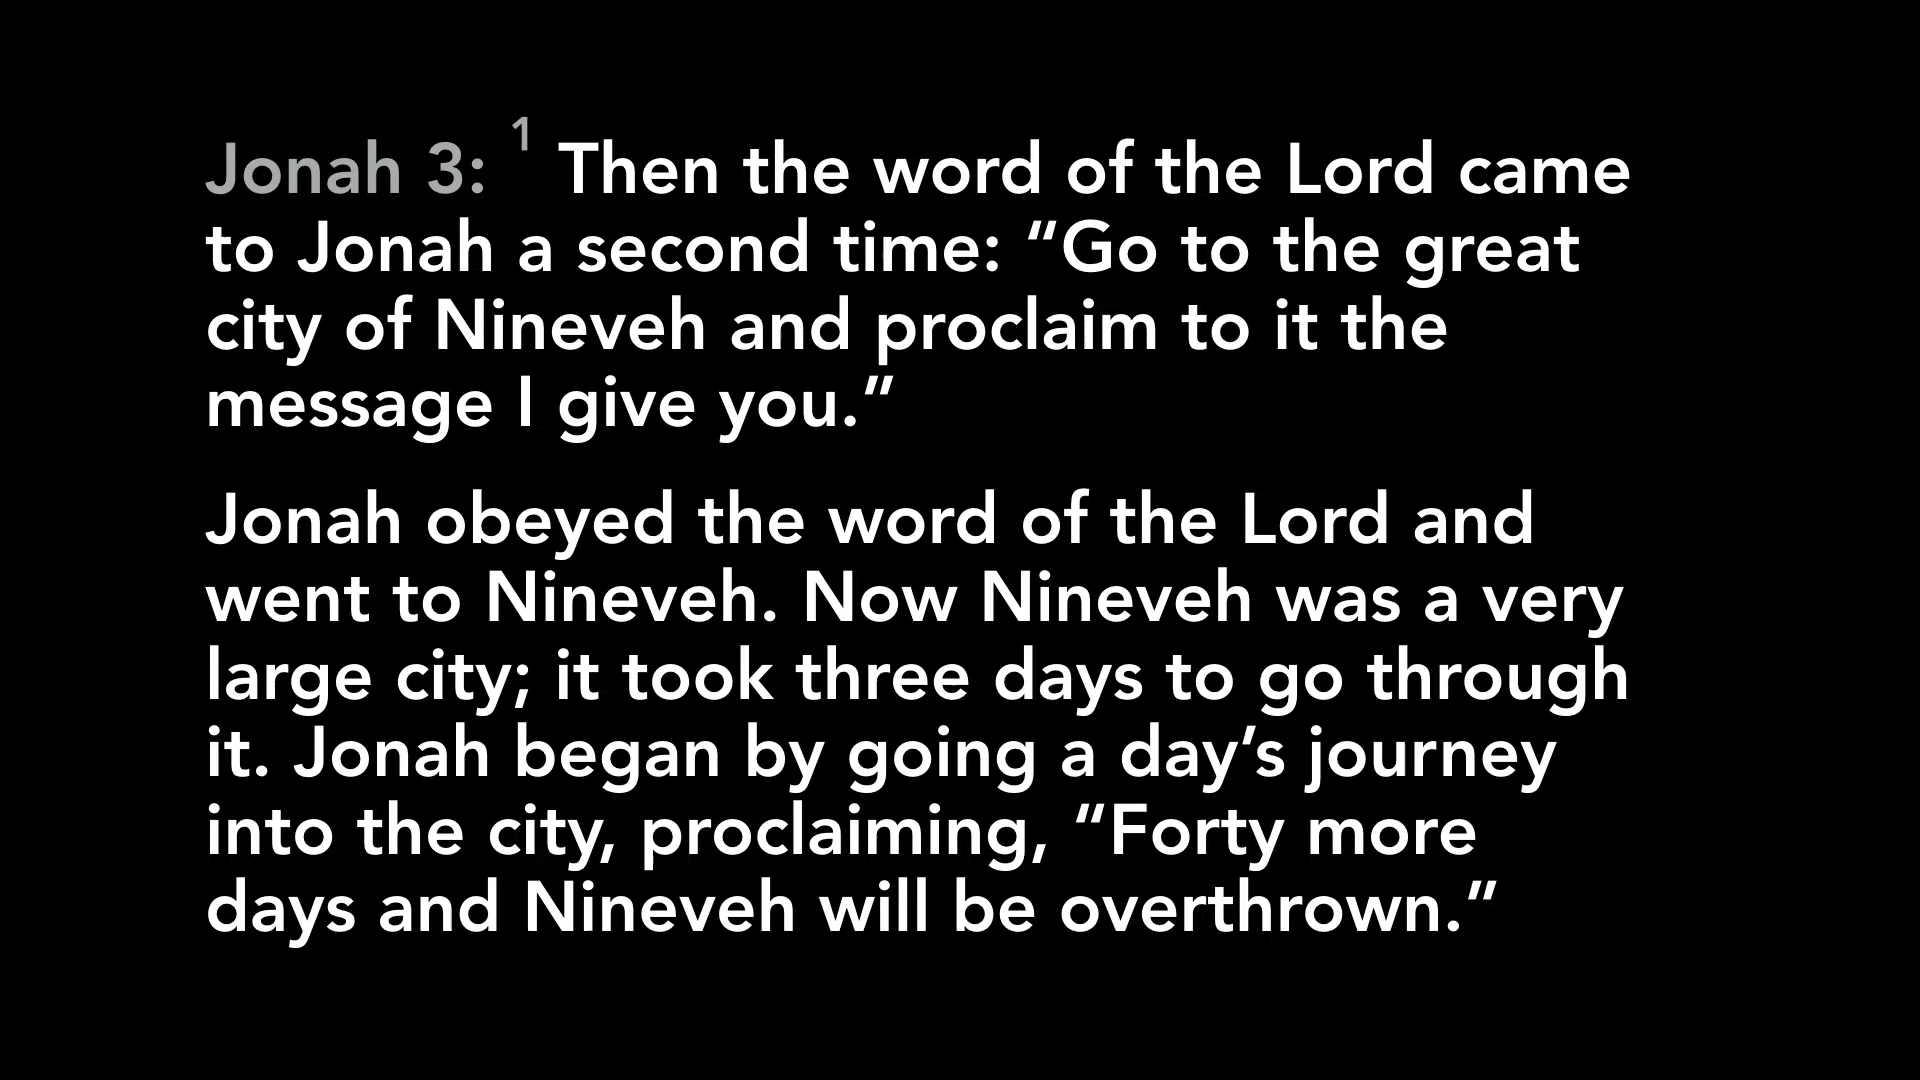 Jonah 3: 1 Then the word of the Lord came
to Jonah a second time: “Go to the great
city of Nineveh and proclaim to it the
message I give you.”
Jonah obeyed the word of the Lord and
went to Nineveh. Now Nineveh was a very
large city; it took three days to go through
it. Jonah began by going a day’s journey
into the city, proclaiming, “Forty more
days and Nineveh will be overthrown.”